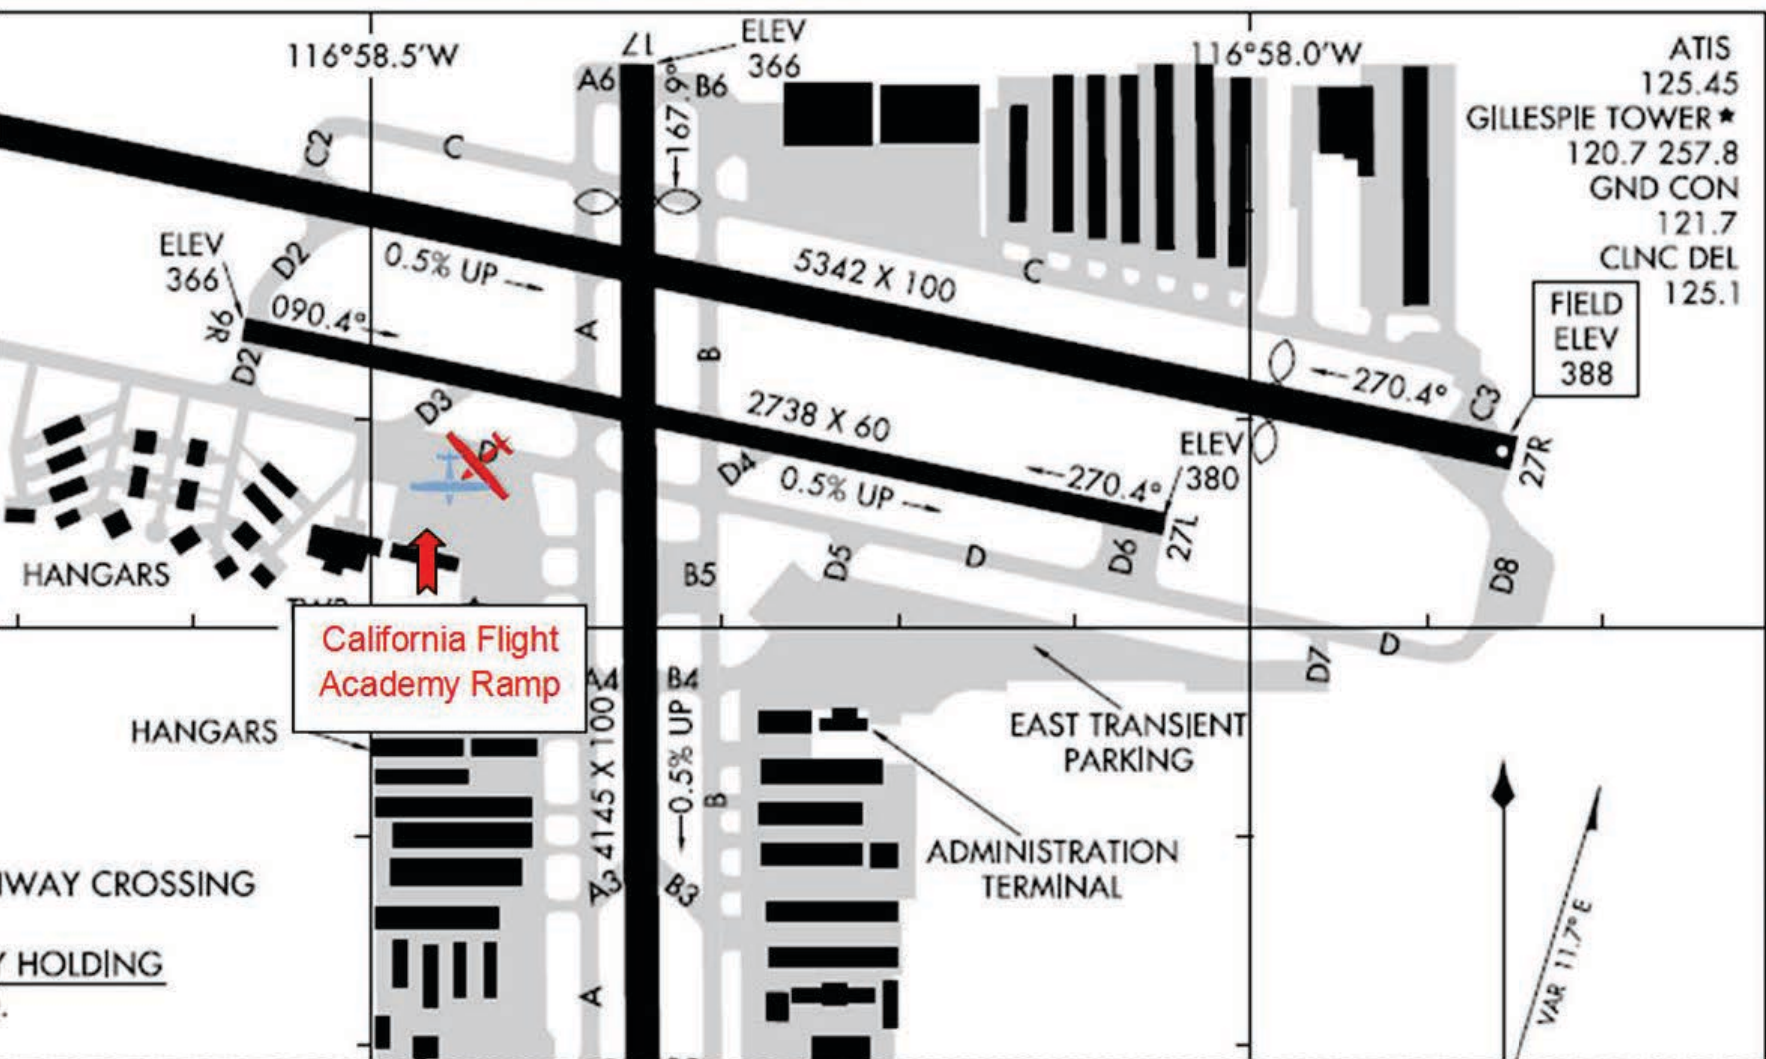 116°58.5'W
17
ELEV
366
116°58.0'W
ATIS
125.45
GILLESPIE TOWER ★
120.7 257.8
GND CON
121.7
CLNC DEL
125.1
A6
B6
167.9°
C2
C
D2
ELEV
366
0.5% UP
5342 X 100
C
FIELD
ELEV
388
9R
090.4°
A
B
D2
D3
D
270.4°
C3
27R
2738 X 60
ELEV
380
D4
0.5% UP
270.4°
27L
D5
D
D6
D8
HANGARS
B5
California Flight
Academy Ramp
A4
B4
D7
D
HANGARS
4145 X 100
0.5% UP
B
EAST TRANSIENT
PARKING
ADMINISTRATION
TERMINAL
A3
B3
A
WAY CROSSING
Y HOLDING
VAR 11.7° E